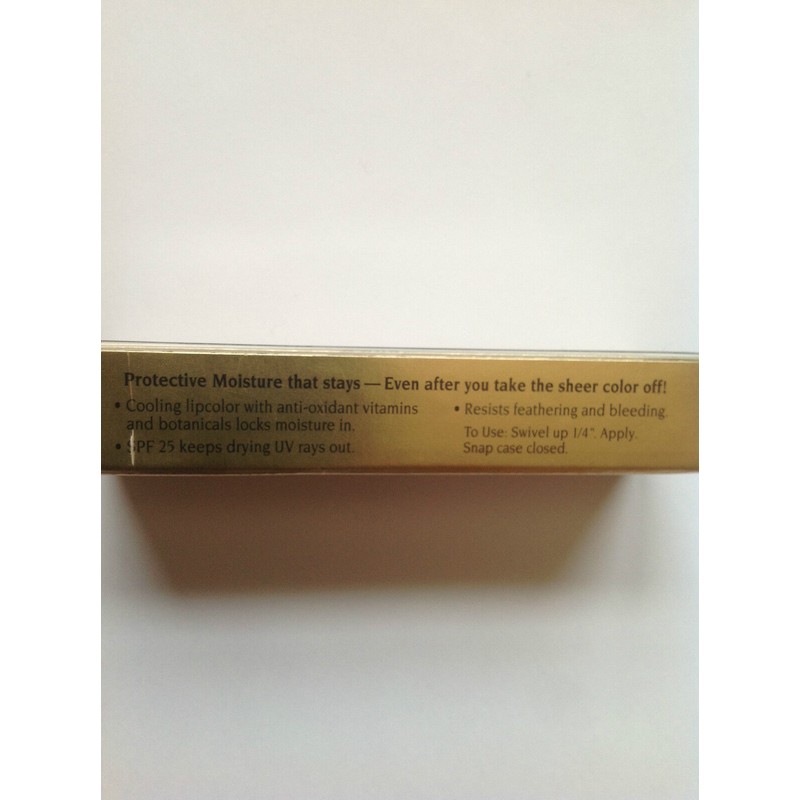 Protective Moisture that stays — Even after you take the sheer color off!
• Cooling lipcolor with anti-oxidant vitamins
and botanicals locks moisture in.
• SPF 25 keeps drying UV rays out.
• Resists feathering and bleeding.
To Use: Swivel up 1/4". Apply.
Snap case closed.